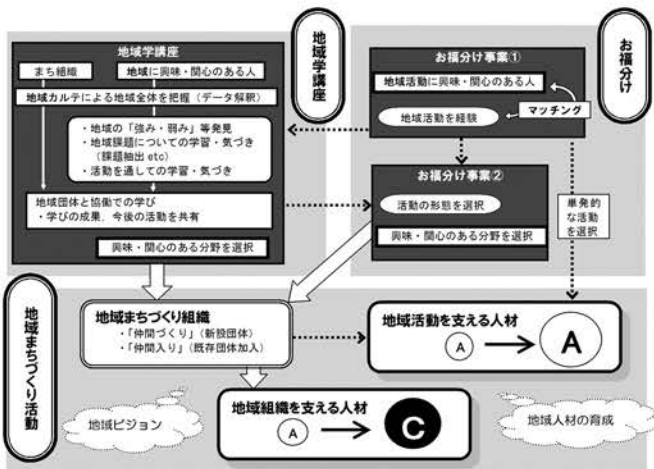 地域学講座
まち組織
地域に興味・関心のある人
地域カルテによる地域全体を把握（データ解釈）
・地域の「強み・弱み」等発見
・地域課題についての学習・気づき
（課題抽出 etc）
・活動を通しての学習・気づき
地域団体と協働での学び
・学びの成果，今後の活動を共有
興味・関心のある分野を選択
地域学講座
お福分け事業①
地域活動に興味・関心のある人
マッチング
地域活動を経験
お福分け事業②
活動の形態を選択
興味・関心のある分野を選択
お福分け
単発的
な活動
を選択
地域まちづくり活動
地域まちづくり組織
・「仲間づくり」（新設団体）
・「仲間入り」（既存団体加入）
地域活動を支える人材
A
A
地域組織を支える人材
A
C
地域ビジョン
地域人材の育成